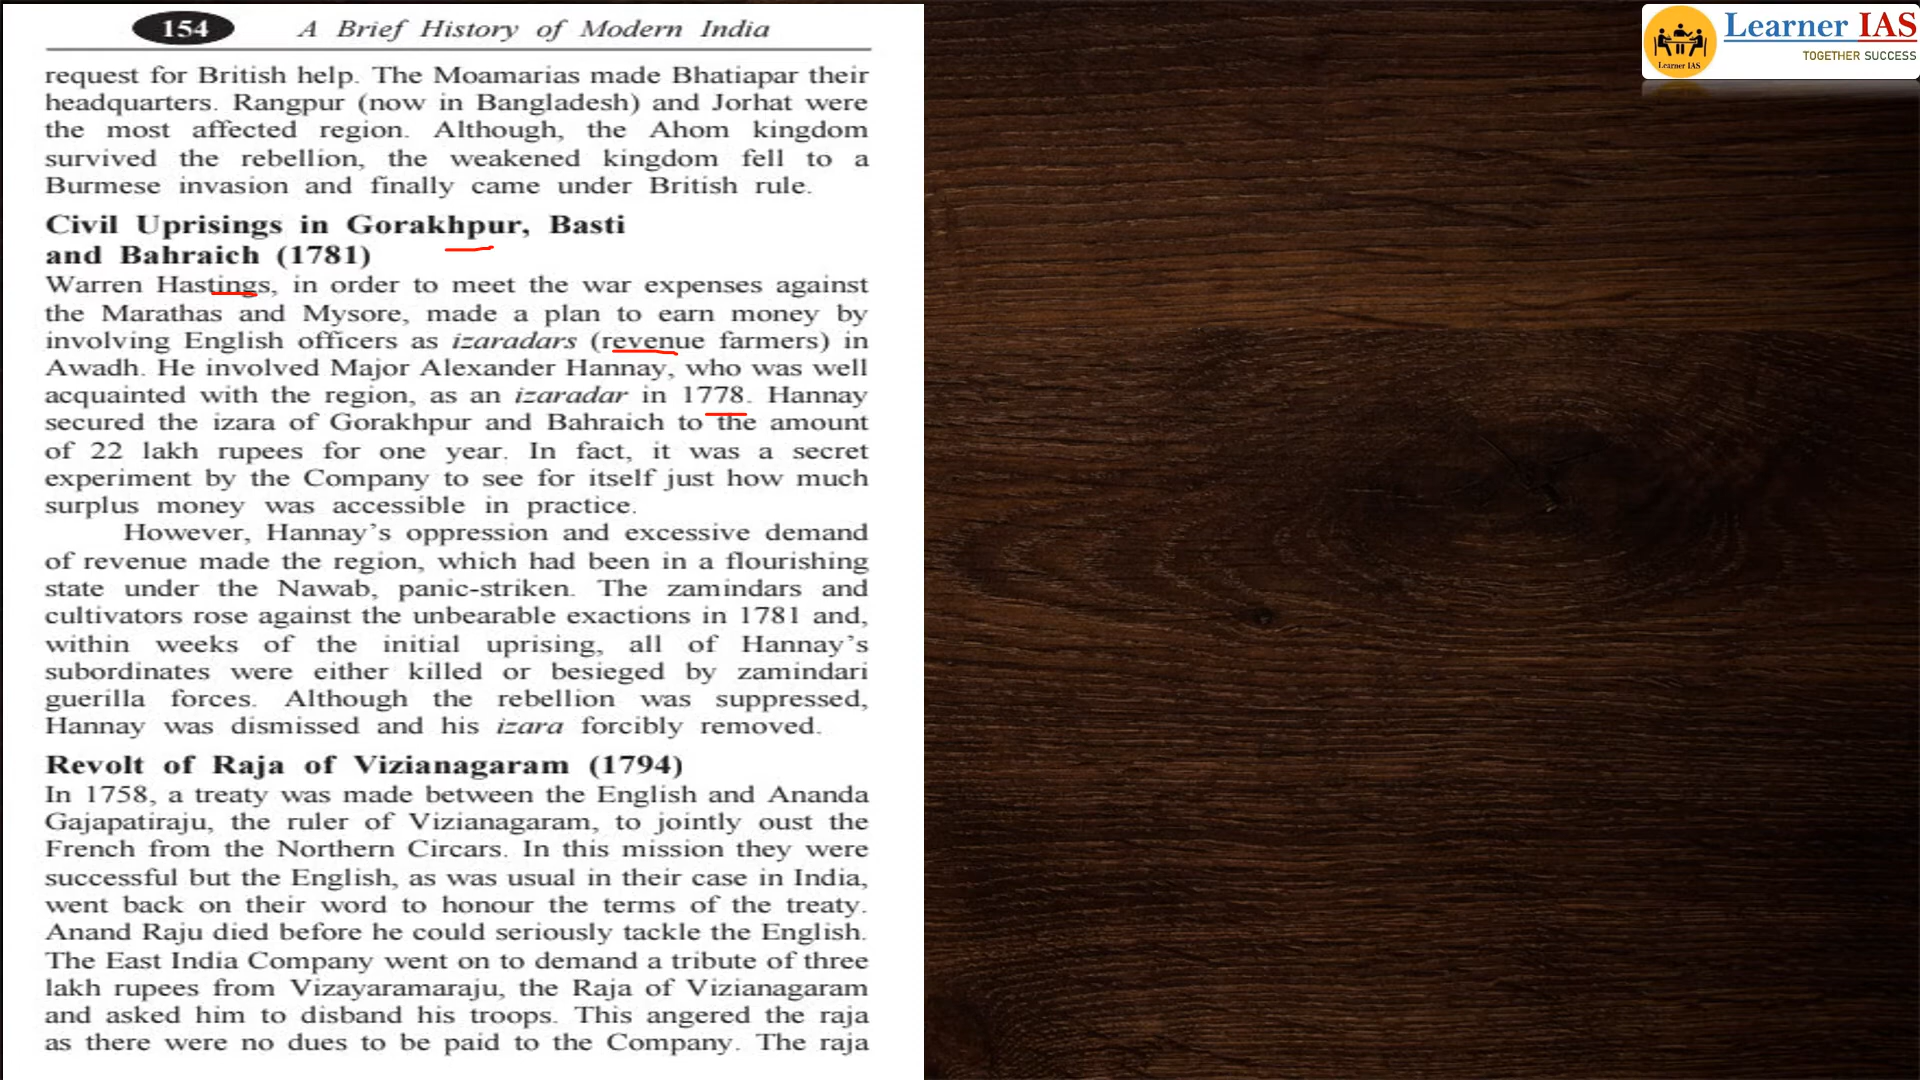 154 A Brief History of Modern India
request for British help. The Moamarias made Bhatiapar their
headquarters. Rangpur (now in Bangladesh) and Jorhat were
the most affected region. Although, the Ahom kingdom
survived the rebellion, the weakened kingdom fell to a
Burmese invasion and finally came under British rule.
Civil Uprisings in Gorakhpur, Basti
and Bahraich (1781)
Warren Hastings, in order to meet the war expenses against
the Marathas and Mysore, made a plan to earn money by
involving English officers as izaradars (revenue farmers) in
Awadh. He involved Major Alexander Hannay, who was well
acquainted with the region, as an izaradar in 1778. Hannay
secured the izara of Gorakhpur and Bahraich to the amount
of 22 lakh rupees for one year. In fact, it was a secret
experiment by the Company to see for itself just how much
surplus money was accessible in practice.
However, Hannay's oppression and excessive demand
of revenue made the region, which had been in a flourishing
state under the Nawab, panic-striken. The zamindars and
cultivators rose against the unbearable exactions in 1781 and,
within weeks of the initial uprising, all of Hannay's
subordinates were either killed or besieged by zamindari
guerilla forces. Although the rebellion was suppressed,
Hannay was dismissed and his izara forcibly removed.
Revolt of Raja of Vizianagaram (1794)
In 1758, a treaty was made between the English and Ananda
Gajapatiraju, the ruler of Vizianagaram, to jointly oust the
French from the Northern Circars. In this mission they were
successful but the English, as was usual in their case in India,
went back on their word to honour the terms of the treaty.
Anand Raju died before he could seriously tackle the English.
The East India Company went on to demand a tribute of three
lakh rupees from Vizayaramaraju, the Raja of Vizianagaram
and asked him to disband his troops. This angered the raja
as there were no dues to be paid to the Company. The raja
Learner IAS
TOGETHER SUCCESS
Learner IAS